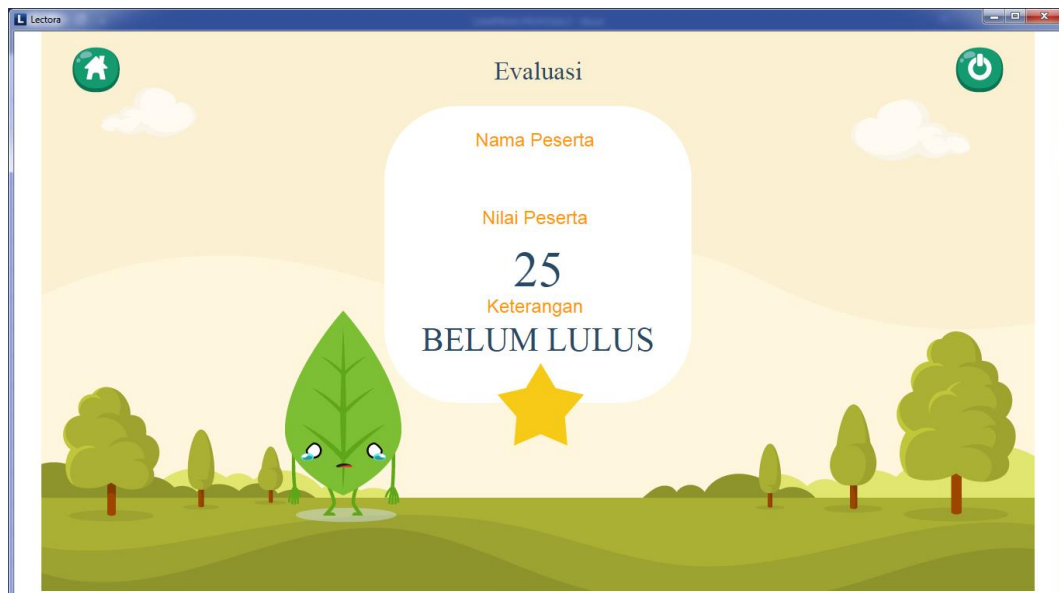 Lectora
Evaluasi
Nama Peserta
Nilai Peserta
25
Keterangan
BELUM LULUS